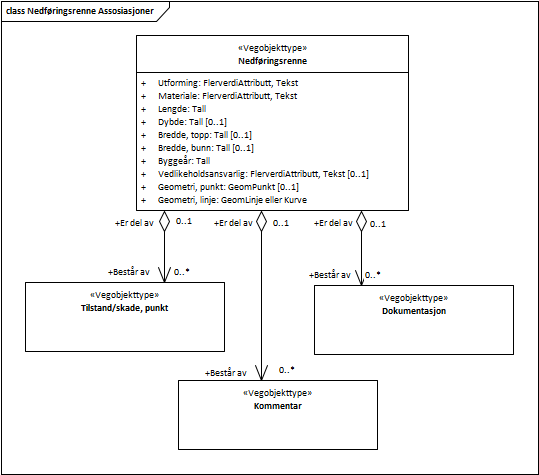 class Nedføringsrenne Assosiasjoner
«Vegobjekttype»
Nedføringsrenne
+ Utforming: FlerverdiAttributt, Tekst
+ Materiale: FlerverdiAttributt, Tekst
+ Lengde: Tall
+ Dybde: Tall [0..1]
+ Bredde, topp: Tall [0..1]
+ Bredde, bunn: Tall [0..1]
+ Byggeår: Tall
+ Vedlikeholdsansvarlig: FlerverdiAttributt, Tekst [0..1]
+ Geometri, punkt: GeomPunkt [0..1]
+ Geometri, linje: GeomLinje eller Kurve
+Er del av 0..1 +Er del av 0..1 +Er del av 0..1
+Består av 0..* +Består av 0..*
«Vegobjekttype»
Tilstand/skade, punkt
«Vegobjekttype»
Dokumentasjon
+Består av 0..*
«Vegobjekttype»
Kommentar